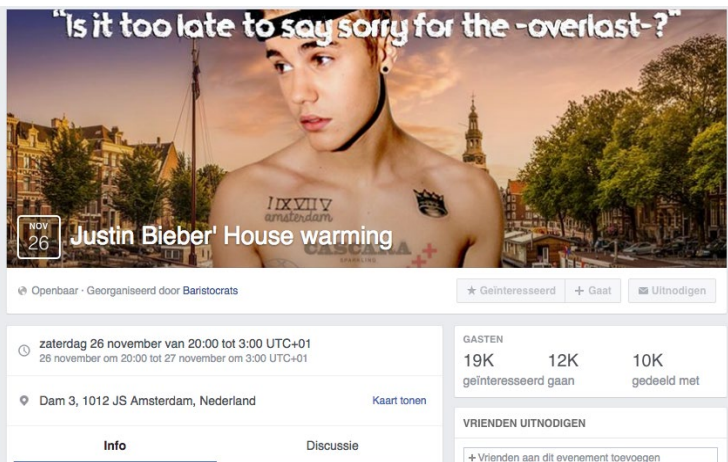 "Is it too late to say sorry for the -overlast-?"
I IX VII V
amsterdam
CASCARA
SPARKLING
NOV
26
Justin Bieber' House warming
Openbaar · Georganiseerd door Baristocrats
★ Geïnteresseerd
+ Gaat
Uitnodigen
zaterdag 26 november van 20:00 tot 3:00 UTC+01
26 november om 20:00 tot 27 november om 3:00 UTC+01
Dam 3, 1012 JS Amsterdam, Nederland
Kaart tonen
Info
Discussie
GASTEN
19K 12K 10K
geïnteresseerd gaan gedeeld met
VRIENDEN UITNODIGEN
+ Vrienden aan dit evenement toevoegen